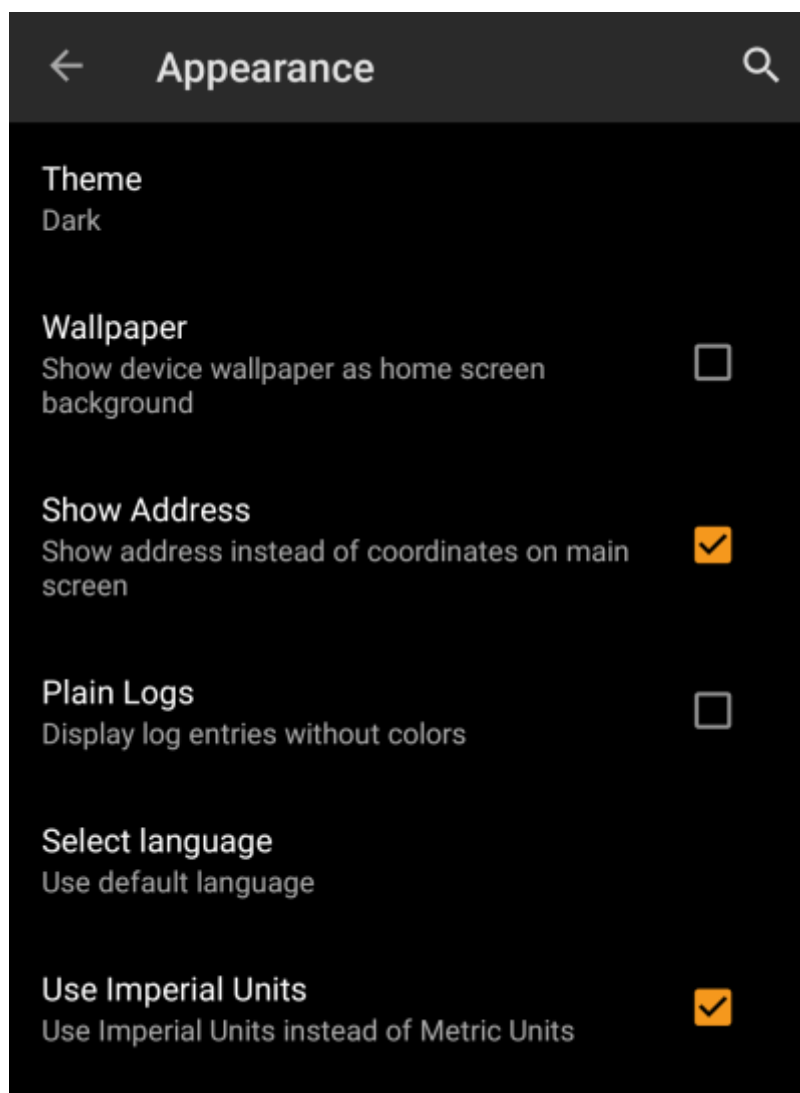 Appearance
Theme
Dark
Wallpaper
Show device wallpaper as home screen
background
Show Address
Show address instead of coordinates on main
screen
Plain Logs
Display log entries without colors
Select language
Use default language
Use Imperial Units
Use Imperial Units instead of Metric Units